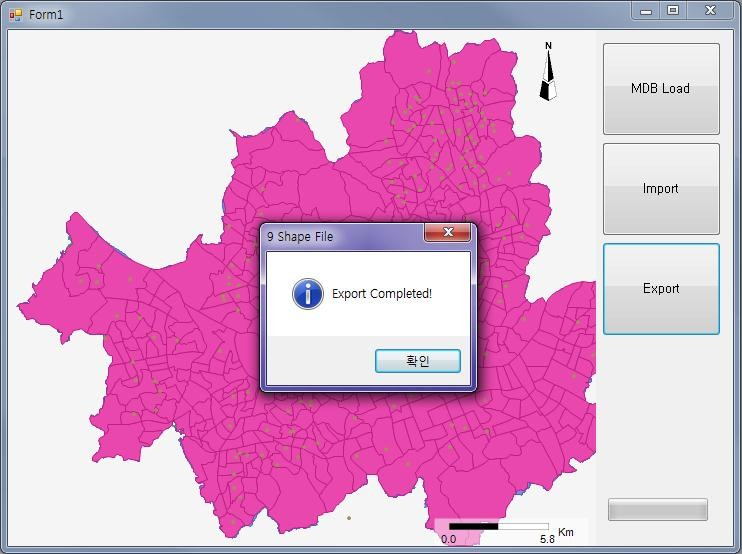 Form1
N
MDB Load
Import
9 Shape File
Export Completed!
Export
확인
0.0
5.8
Km